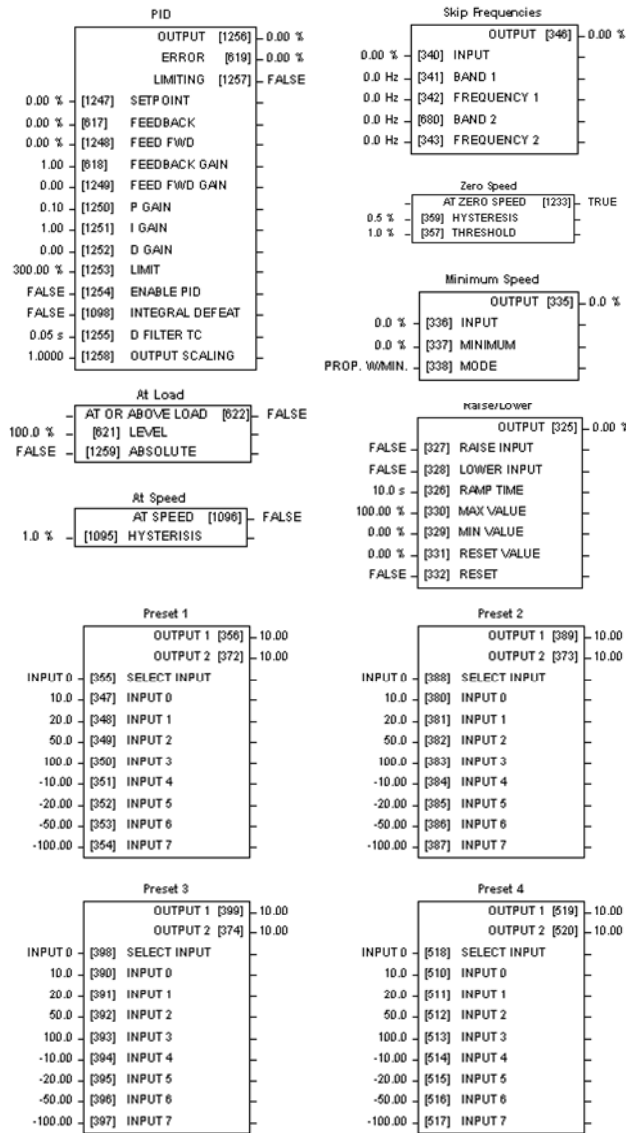 PID
OUTPUT [1256] 0.00 %
ERROR [619] 0.00 %
LIMITING [1257] FALSE
0.00 % [1247] SETPOINT
0.00 % [617] FEEDBACK
0.00 % [1248] FEED FWD
1.00 [618] FEEDBACK GAIN
0.00 [1249] FEED FWD GAIN
0.10 [1250] P GAIN
1.00 [1251] I GAIN
0.00 [1252] D GAIN
300.00 % [1253] LIMIT
FALSE [1254] ENABLE PID
FALSE [1098] INTEGRAL DEFEAT
0.05 s [1255] D FILTER TC
1.0000 [1258] OUTPUT SCALING
Skip Frequencies
OUTPUT [346] 0.00 %
0.00 % [340] INPUT
0.0 Hz [341] BAND 1
0.0 Hz [342] FREQUENCY 1
0.0 Hz [680] BAND 2
0.0 Hz [343] FREQUENCY 2
Zero Speed
AT ZERO SPEED [1233] TRUE
0.5 % [359] HYSTERESIS
1.0 % [357] THRESHOLD
Minimum Speed
OUTPUT [335] 0.0 %
0.0 % [336] INPUT
0.0 % [337] MINIMUM
PROP. W/MIN. [338] MODE
At Load
AT OR ABOVE LOAD [622] FALSE
100.0 % [621] LEVEL
FALSE [1259] ABSOLUTE
Raise/Lower
OUTPUT [325] 0.00 %
FALSE [327] RAISE INPUT
FALSE [328] LOWER INPUT
10.0 s [326] RAMP TIME
100.00 % [330] MAX VALUE
0.00 % [329] MIN VALUE
0.00 % [331] RESET VALUE
FALSE [332] RESET
At Speed
AT SPEED [1096] FALSE
1.0 % [1095] HYSTERISIS
Preset 1
OUTPUT 1 [356] 10.00
OUTPUT 2 [372] 10.00
INPUT 0 [355] SELECT INPUT
10.0 [347] INPUT 0
20.0 [348] INPUT 1
50.0 [349] INPUT 2
100.0 [350] INPUT 3
-10.00 [351] INPUT 4
-20.00 [352] INPUT 5
-50.00 [353] INPUT 6
-100.00 [354] INPUT 7
Preset 2
OUTPUT 1 [389] 10.00
OUTPUT 2 [373] 10.00
INPUT 0 [388] SELECT INPUT
10.0 [380] INPUT 0
20.0 [381] INPUT 1
50.0 [382] INPUT 2
100.0 [383] INPUT 3
-10.00 [384] INPUT 4
-20.00 [385] INPUT 5
-50.00 [386] INPUT 6
-100.00 [387] INPUT 7
Preset 3
OUTPUT 1 [399] 10.00
OUTPUT 2 [374] 10.00
INPUT 0 [398] SELECT INPUT
10.0 [390] INPUT 0
20.0 [391] INPUT 1
50.0 [392] INPUT 2
100.0 [393] INPUT 3
-10.00 [394] INPUT 4
-20.00 [395] INPUT 5
-50.00 [396] INPUT 6
-100.00 [397] INPUT 7
Preset 4
OUTPUT 1 [519] 10.00
OUTPUT 2 [520] 10.00
INPUT 0 [518] SELECT INPUT
10.0 [510] INPUT 0
20.0 [511] INPUT 1
50.0 [512] INPUT 2
100.0 [513] INPUT 3
-10.00 [514] INPUT 4
-20.00 [515] INPUT 5
-50.00 [516] INPUT 6
-100.00 [517] INPUT 7